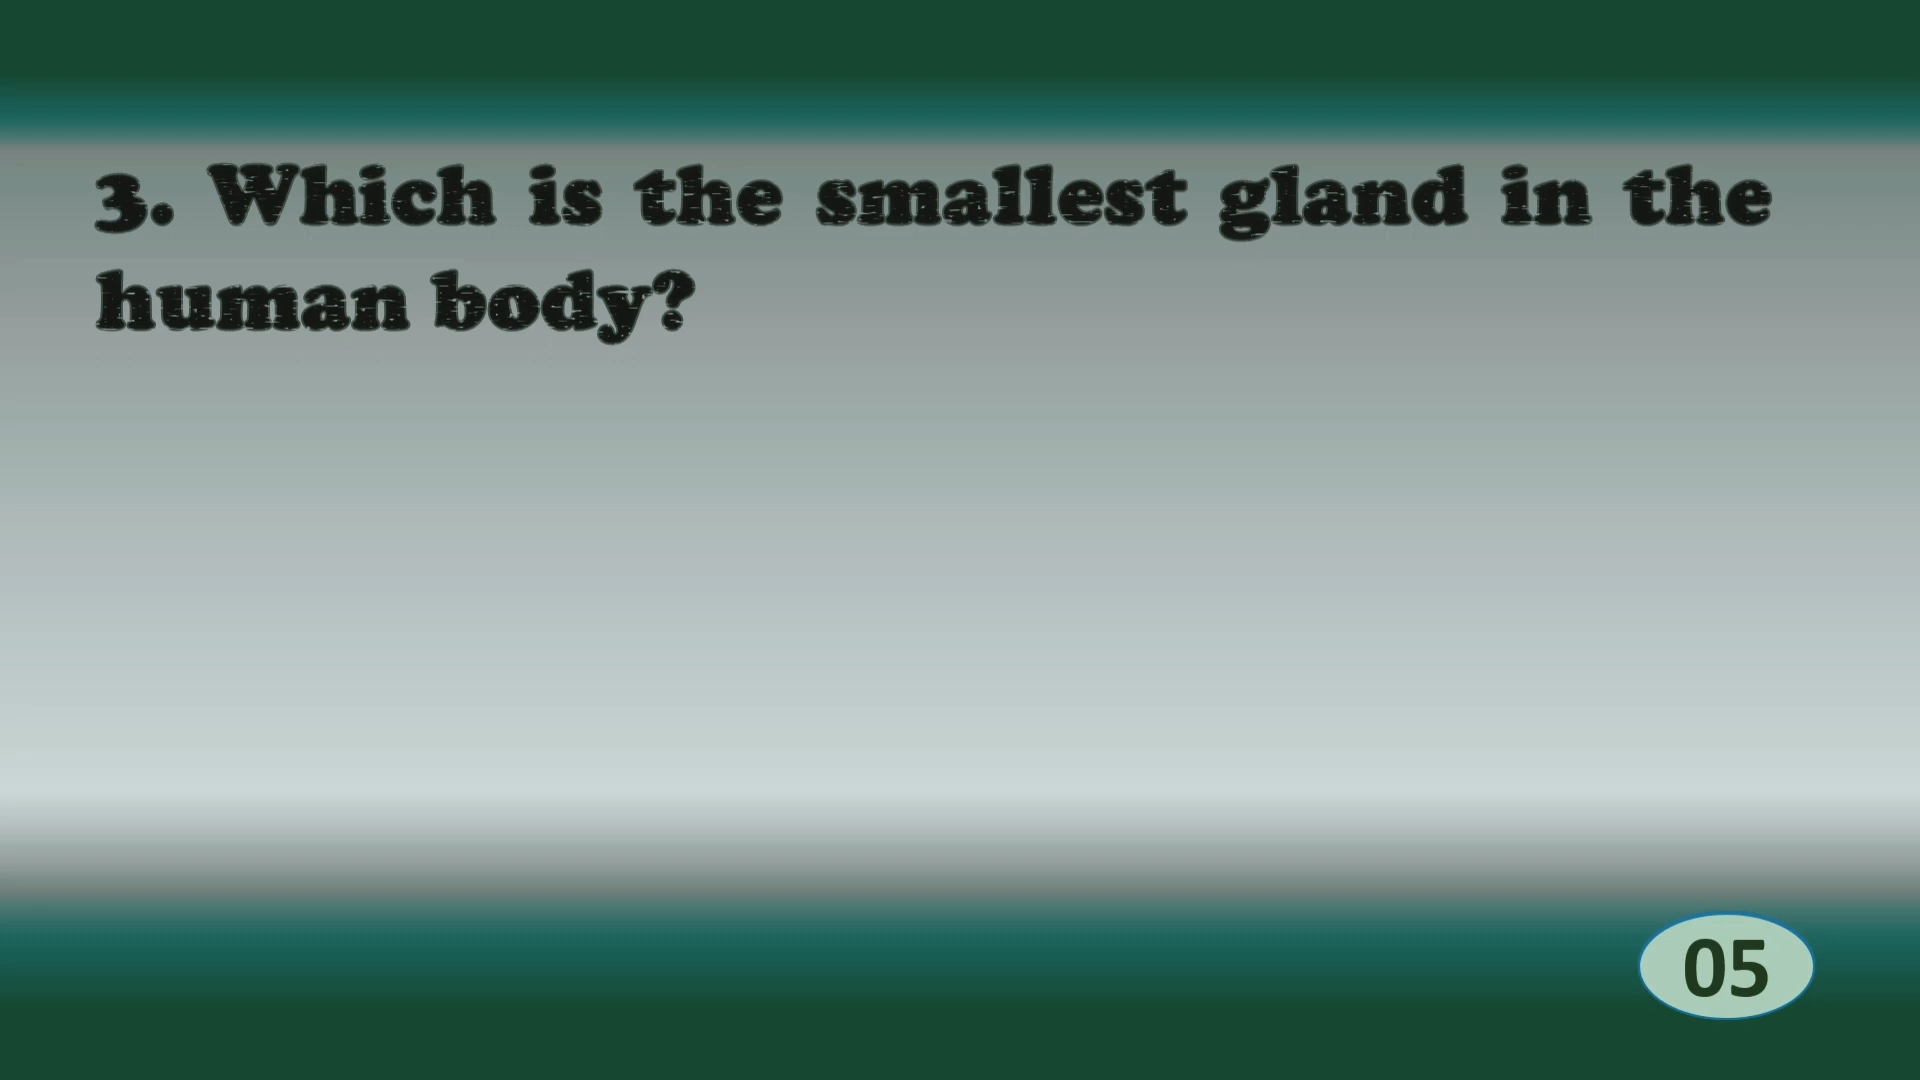 3. Which is the smallest gland in the
human body?
05